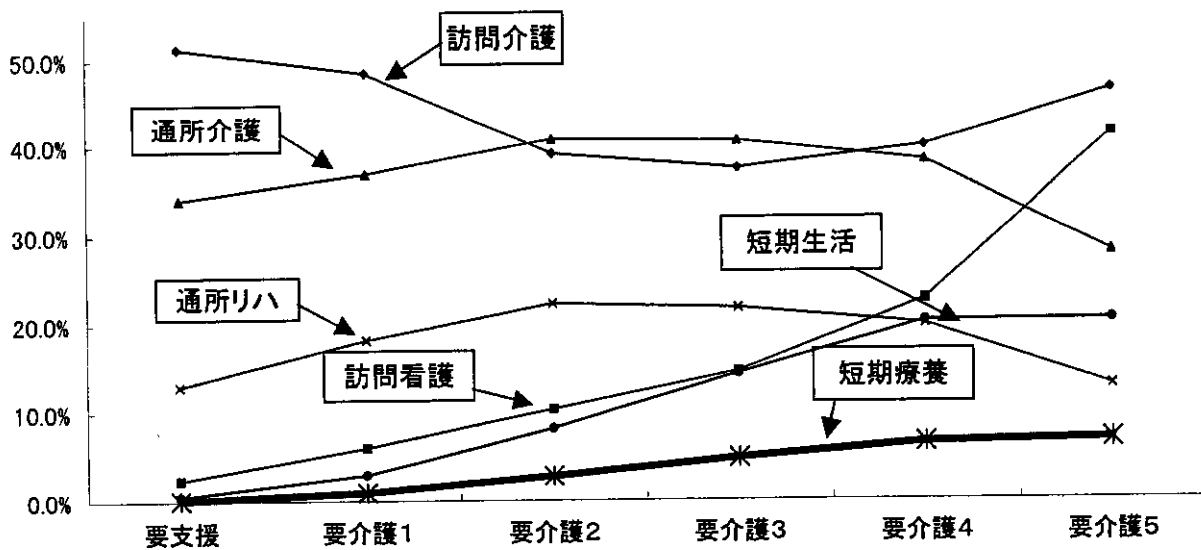 50.0%
40.0%
30.0%
20.0%
10.0%
0.0%
訪問介護
通所介護
短期生活
通所リハ
訪問看護
短期療養
要支援
要介護1
要介護2
要介護3
要介護4
要介護5